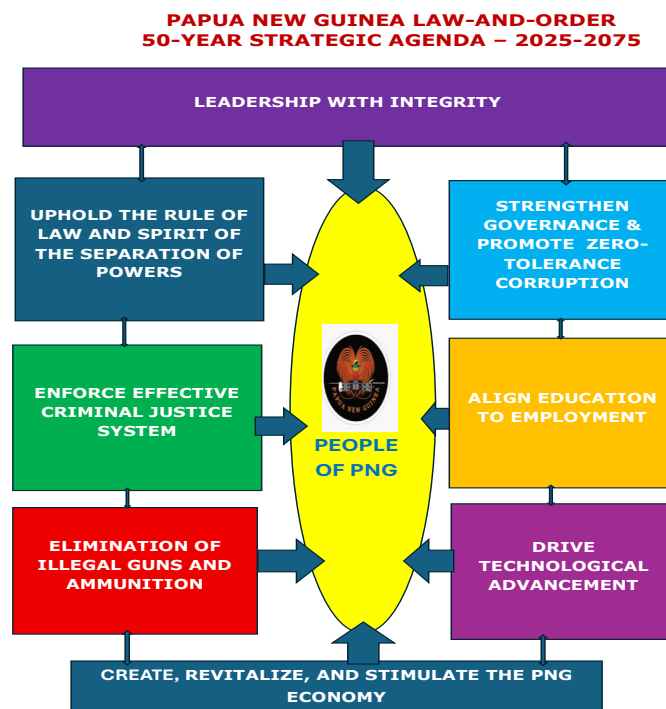 PAPUA NEW GUINEA LAW-AND-ORDER
50-YEAR STRATEGIC AGENDA – 2025-2075
LEADERSHIP WITH INTEGRITY
UPHOLD THE RULE OF
LAW AND SPIRIT OF
THE SEPARATION OF
POWERS
STRENGTHEN
GOVERNANCE &
PROMOTE ZERO-
TOLERANCE
CORRUPTION
ENFORCE EFFECTIVE
CRIMINAL JUSTICE
SYSTEM
PAPUA NEW GUINEA
PEOPLE
OF PNG
ALIGN EDUCATION
TO EMPLOYMENT
ELIMINATION OF
ILLEGAL GUNS AND
AMMUNITION
DRIVE
TECHNOLOGICAL
ADVANCEMENT
CREATE, REVITALIZE, AND STIMULATE THE PNG
ECONOMY